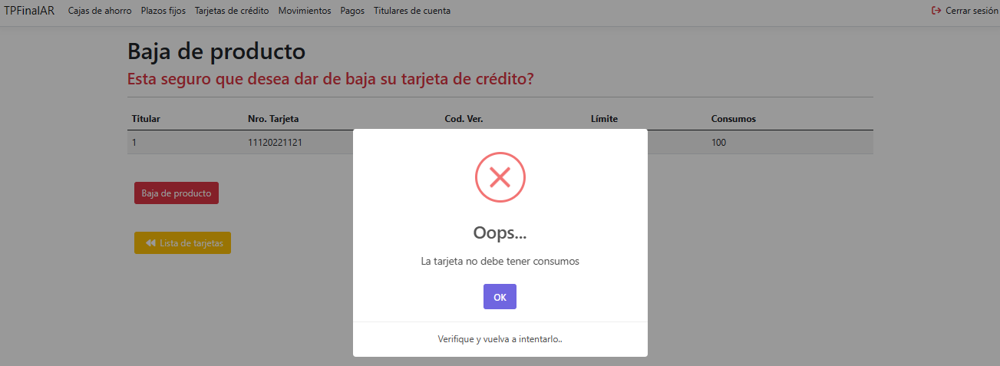 TPFinalAR Cajas de ahorro Plazos fijos Tarjetas de crédito Movimientos Pagos Titulares de cuenta Cerrar sesión
Baja de producto
Esta seguro que desea dar de baja su tarjeta de crédito?
Titular Nro. Tarjeta Cod. Ver. Límite Consumos
1 11120221121 100
Baja de producto
Lista de tarjetas
Oops...
La tarjeta no debe tener consumos
OK
Verifique y vuelva a intentarlo..